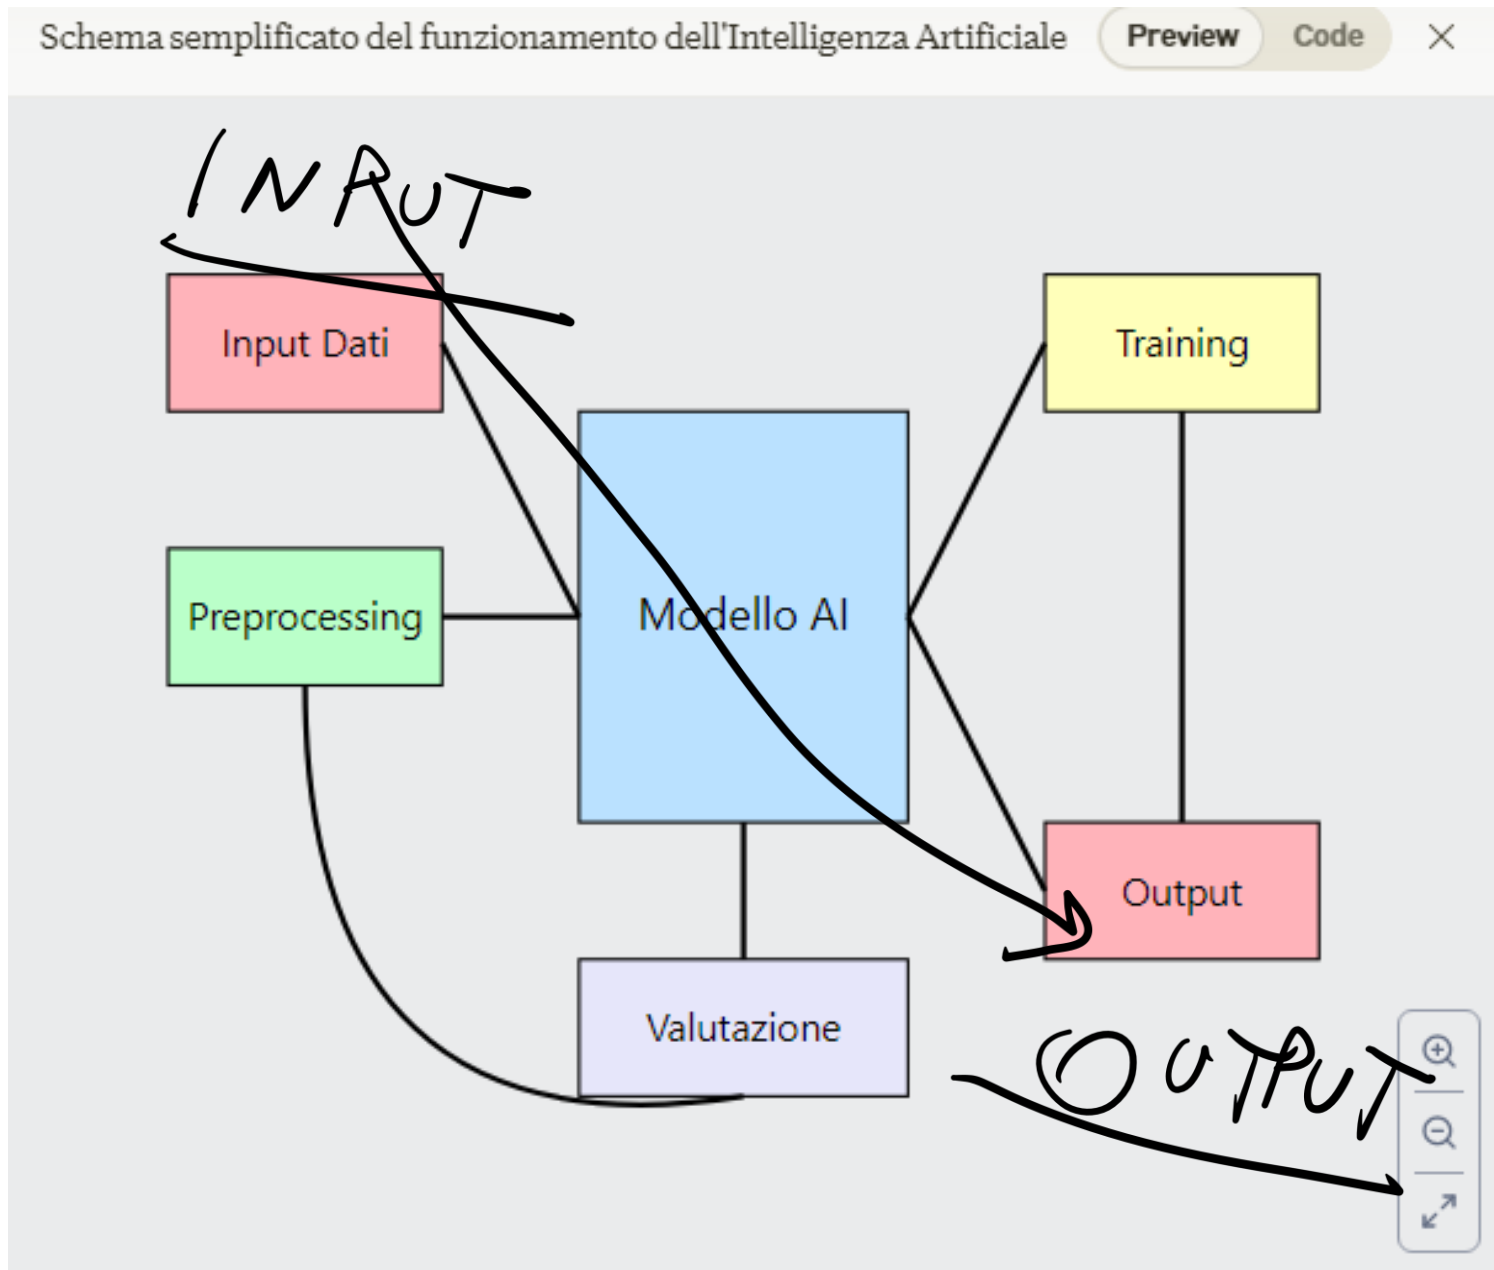 Schema semplificato del funzionamento dell'Intelligenza Artificiale Preview Code
INPUT
Input Dati
Training
Preprocessing
Modello AI
Output
Valutazione
OUTPUT